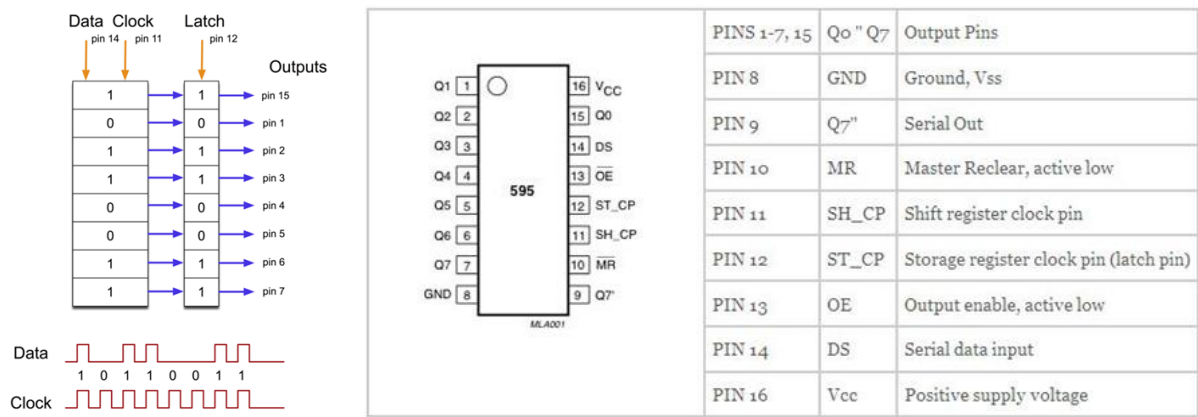 Data Clock Latch
pin 14 pin 11 pin 12
Outputs
1 1 pin 15
0 0 pin 1
1 1 pin 2
1 1 pin 3
0 0 pin 4
0 0 pin 5
1 1 pin 6
1 1 pin 7
Data
1 0 1 1 0 0 1 1
Clock
Q1 1 16 VCC
Q2 2 15 Q0
Q3 3 14 DS
Q4 4 13 OE
595
Q5 5 12 ST_CP
Q6 6 11 SH_CP
Q7 7 10 MR
GND 8 9 Q7'
MLA001
PINS 1-7, 15 Q0 " Q7 Output Pins
PIN 8 GND Ground, Vss
PIN 9 Q7" Serial Out
PIN 10 MR Master Reclear, active low
PIN 11 SH_CP Shift register clock pin
PIN 12 ST_CP Storage register clock pin (latch pin)
PIN 13 OE Output enable, active low
PIN 14 DS Serial data input
PIN 16 Vcc Positive supply voltage